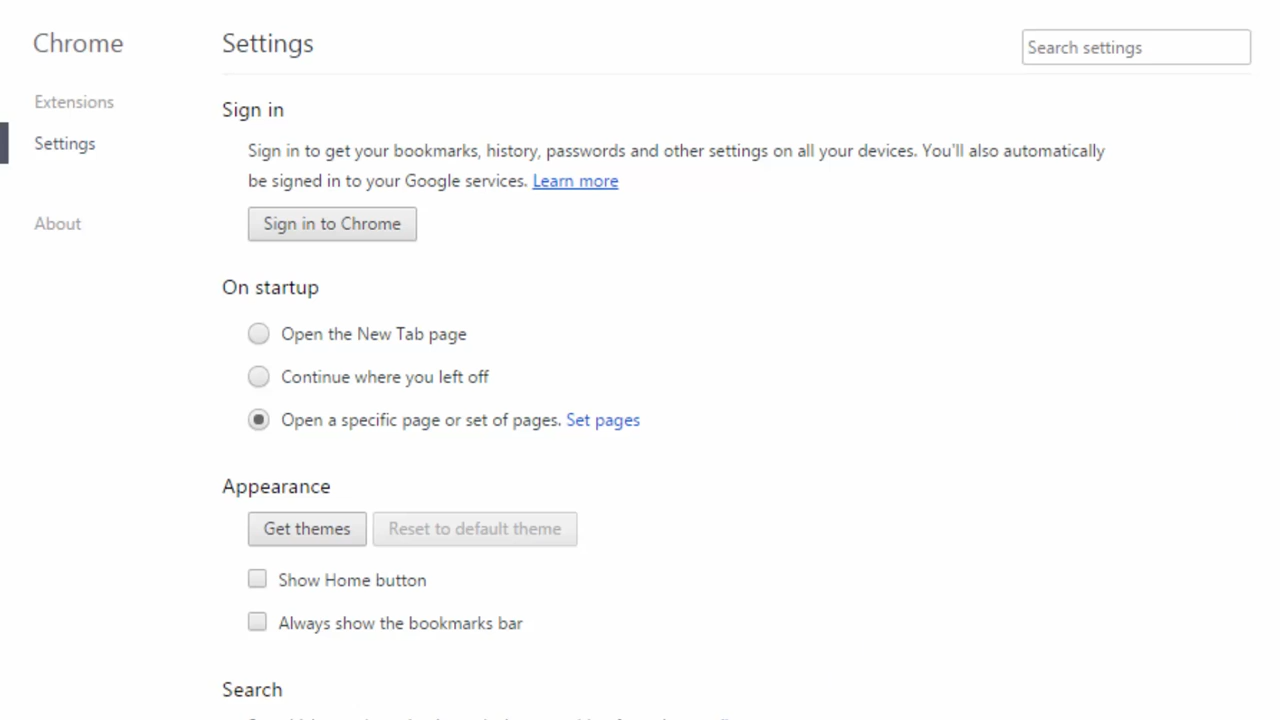 Chrome
Settings
Search settings
Extensions
Settings
About
Sign in
Sign in to get your bookmarks, history, passwords and other settings on all your devices. You'll also automatically
be signed in to your Google services. Learn more
Sign in to Chrome
On startup
Open the New Tab page
Continue where you left off
Open a specific page or set of pages. Set pages
Appearance
Get themes
Reset to default theme
Show Home button
Always show the bookmarks bar
Search